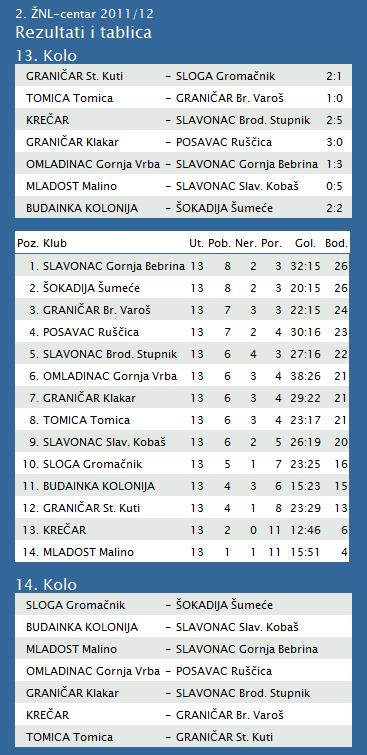 2. ŽNL-centar 2011/12
Rezultati i tablica
13. Kolo
GRANIČAR St. Kuti - SLOGA Gromačnik 2:1
TOMICA Tomica - GRANIČAR Br. Varoš 1:0
KREČAR - SLAVONAC Brod. Stupnik 2:5
GRANIČAR Klakar - POSAVAC Ruščica 3:0
OMLADINAC Gornja Vrba - SLAVONAC Gornja Bebrina 1:3
MLADOST Malino - SLAVONAC Slav. Kobaš 0:5
BUDAINKA KOLONIJA - ŠOKADIJA Šumeće 2:2
Poz. Klub Ut. Pob. Ner. Por. Gol. Bod.
1. SLAVONAC Gornja Bebrina 13 8 2 3 32:15 26
2. ŠOKADIJA Šumeće 13 8 2 3 20:15 26
3. GRANIČAR Br. Varoš 13 7 3 3 22:15 24
4. POSAVAC Ruščica 13 7 2 4 30:16 23
5. SLAVONAC Brod. Stupnik 13 6 4 3 27:16 22
6. OMLADINAC Gornja Vrba 13 6 3 4 38:26 21
7. GRANIČAR Klakar 13 6 3 4 29:22 21
8. TOMICA Tomica 13 6 3 4 23:17 21
9. SLAVONAC Slav. Kobaš 13 6 2 5 26:19 20
10. SLOGA Gromačnik 13 5 1 7 23:25 16
11. BUDAINKA KOLONIJA 13 4 3 6 15:23 15
12. GRANIČAR St. Kuti 13 4 1 8 23:29 13
13. KREČAR 13 2 0 11 12:46 6
14. MLADOST Malino 13 1 1 11 15:51 4
14. Kolo
SLOGA Gromačnik - ŠOKADIJA Šumeće
BUDAINKA KOLONIJA - SLAVONAC Slav. Kobaš
MLADOST Malino - SLAVONAC Gornja Bebrina
OMLADINAC Gornja Vrba - POSAVAC Ruščica
GRANIČAR Klakar - SLAVONAC Brod. Stupnik
KREČAR - GRANIČAR Br. Varoš
TOMICA Tomica - GRANIČAR St. Kuti